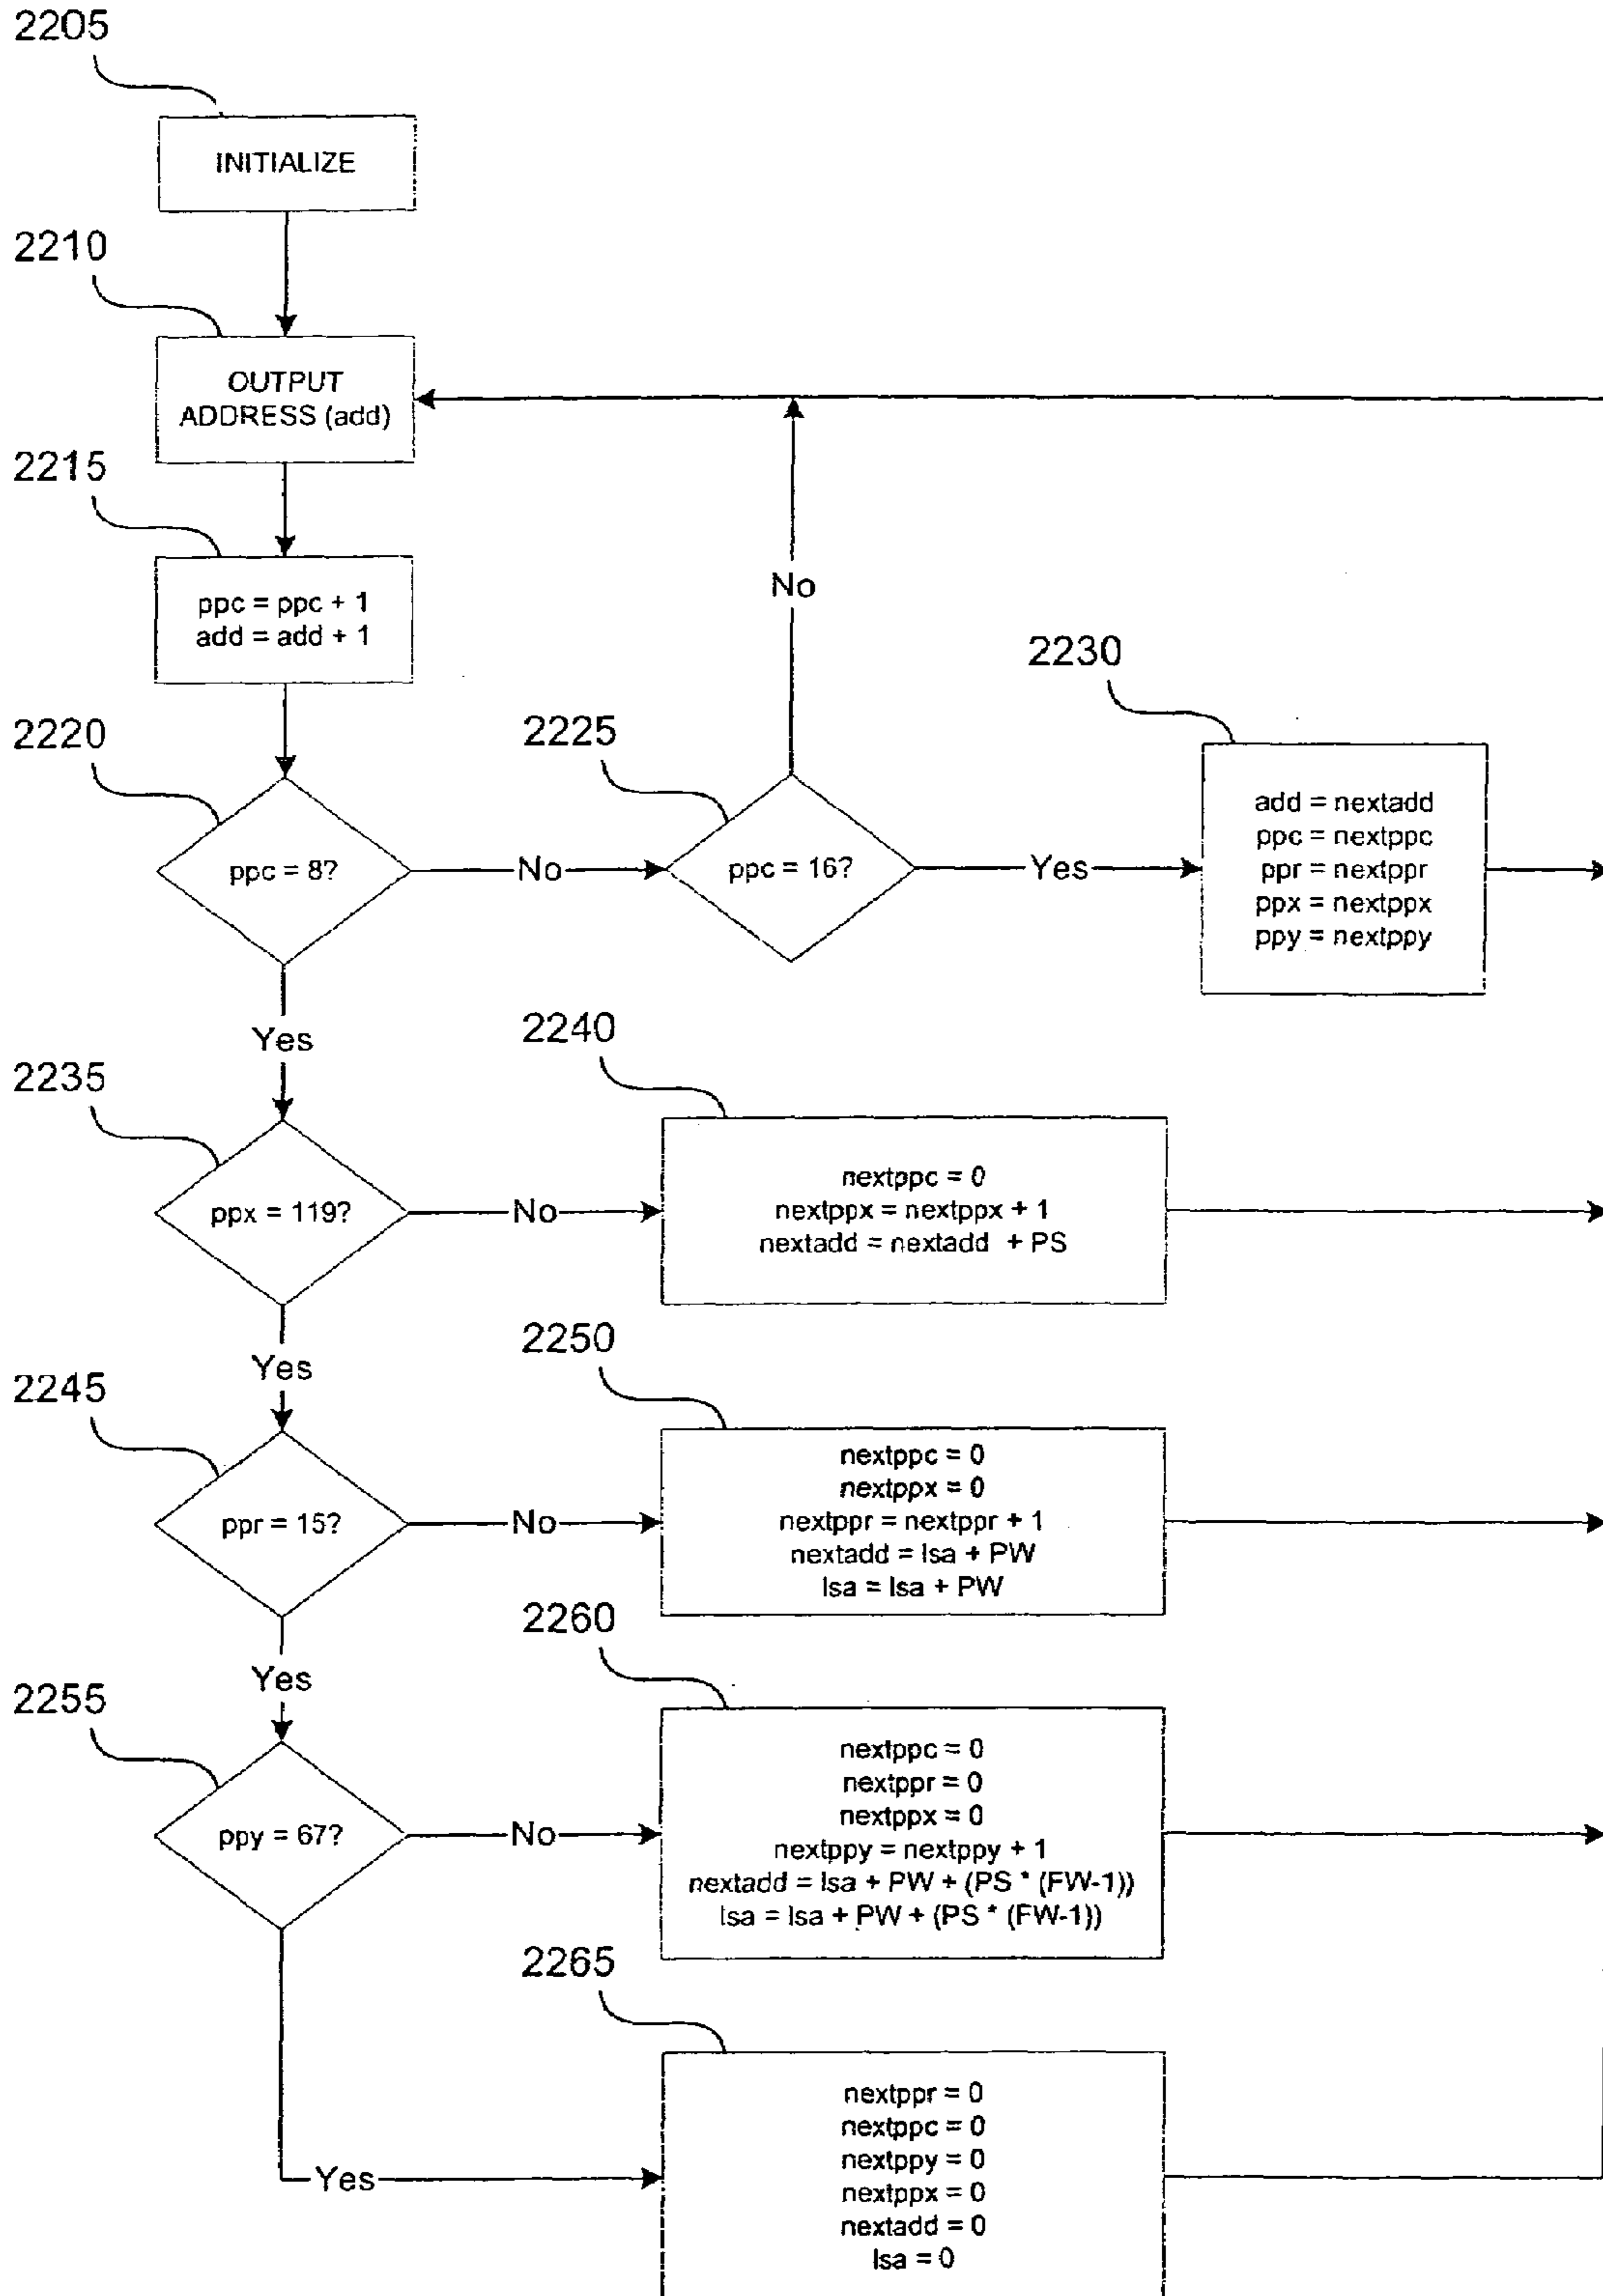 2205
INITIALIZE
2210
OUTPUT
ADDRESS (add)
2215
ppc = ppc + 1
add = add + 1
No
2220
ppc = 8?
No
2225
ppc = 16?
Yes
2230
add = nextadd
ppc = nextppc
ppr = nextppr
ppx = nextppx
ppy = nextppy
Yes
2235
ppx = 119?
No
2240
nextppc = 0
nextppx = nextppx + 1
nextadd = nextadd + PS
Yes
2245
ppr = 15?
No
2250
nextppc = 0
nextppx = 0
nextppr = nextppr + 1
nextadd = lsa + PW
lsa = lsa + PW
Yes
2255
ppy = 67?
No
2260
nextppc = 0
nextppr = 0
nextppx = 0
nextppy = nextppy + 1
nextadd = lsa + PW + (PS * (FW-1))
lsa = lsa + PW + (PS * (FW-1))
Yes
2265
nextppr = 0
nextppc = 0
nextppy = 0
nextppx = 0
nextadd = 0
lsa = 0